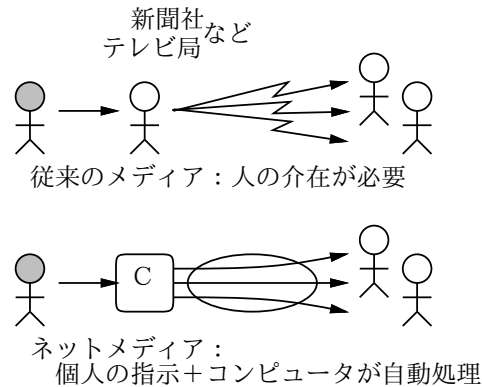 新聞社
テレビ局など
従来のメディア：人の介在が必要
C
ネットメディア：
個人の指示＋コンピュータが自動処理